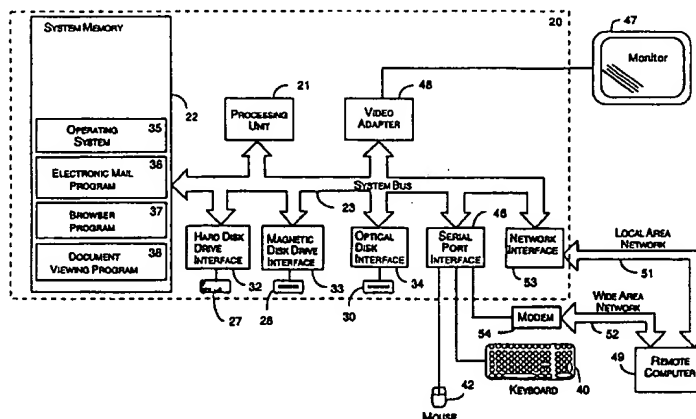 20
47
SYSTEM MEMORY
Monitor
21
48
22
PROCESSING
UNIT
VIDEO
ADAPTER
OPERATING
SYSTEM
35
ELECTRONIC MAIL
PROGRAM
36
SYSTEM BUS
23
BROWSER
PROGRAM
37
46
DOCUMENT
VIEWING PROGRAM
38
HARD DISK
DRIVE
INTERFACE
MAGNETIC
DISK DRIVE
INTERFACE
OPTICAL
DISK
INTERFACE
SERIAL
PORT
INTERFACE
NETWORK
INTERFACE
LOCAL AREA
NETWORK
51
32
33
34
53
27
28
30
WIDE AREA
NETWORK
MODEM
54
52
49
REMOTE
COMPUTER
42
KEYBOARD
40
MOUSE